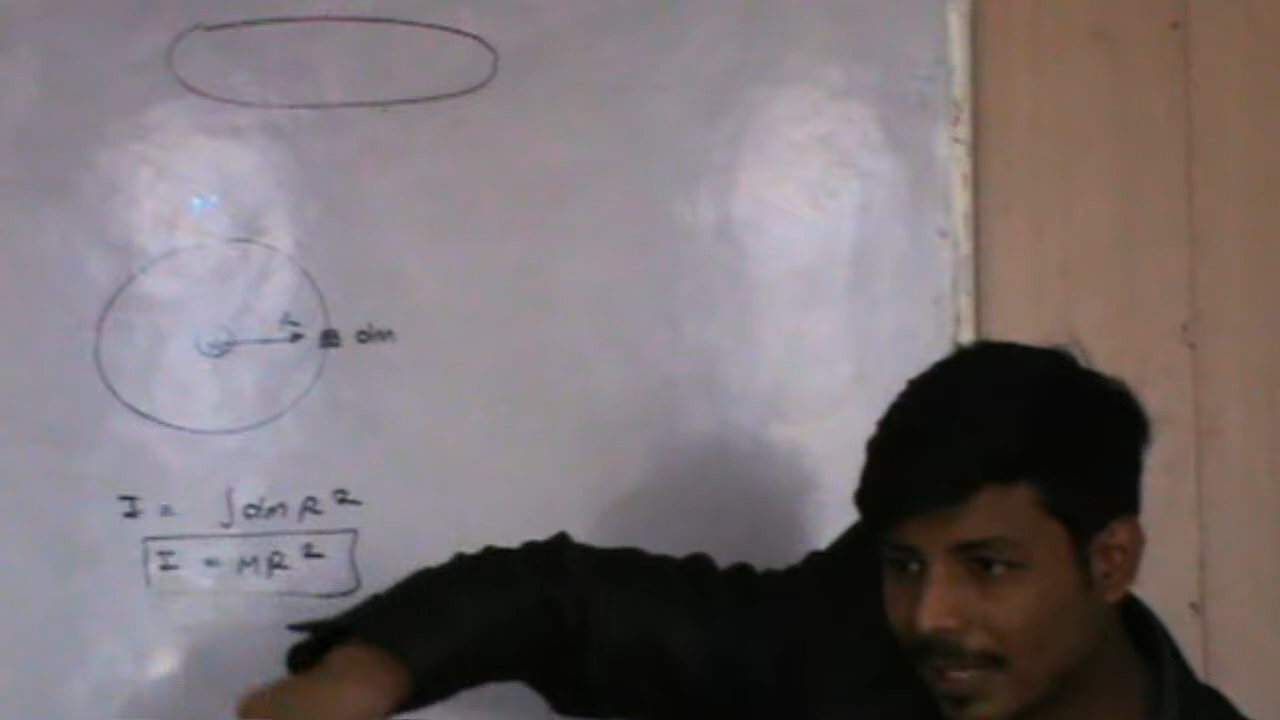 R dm
I = ∫dm R²
I = MR²